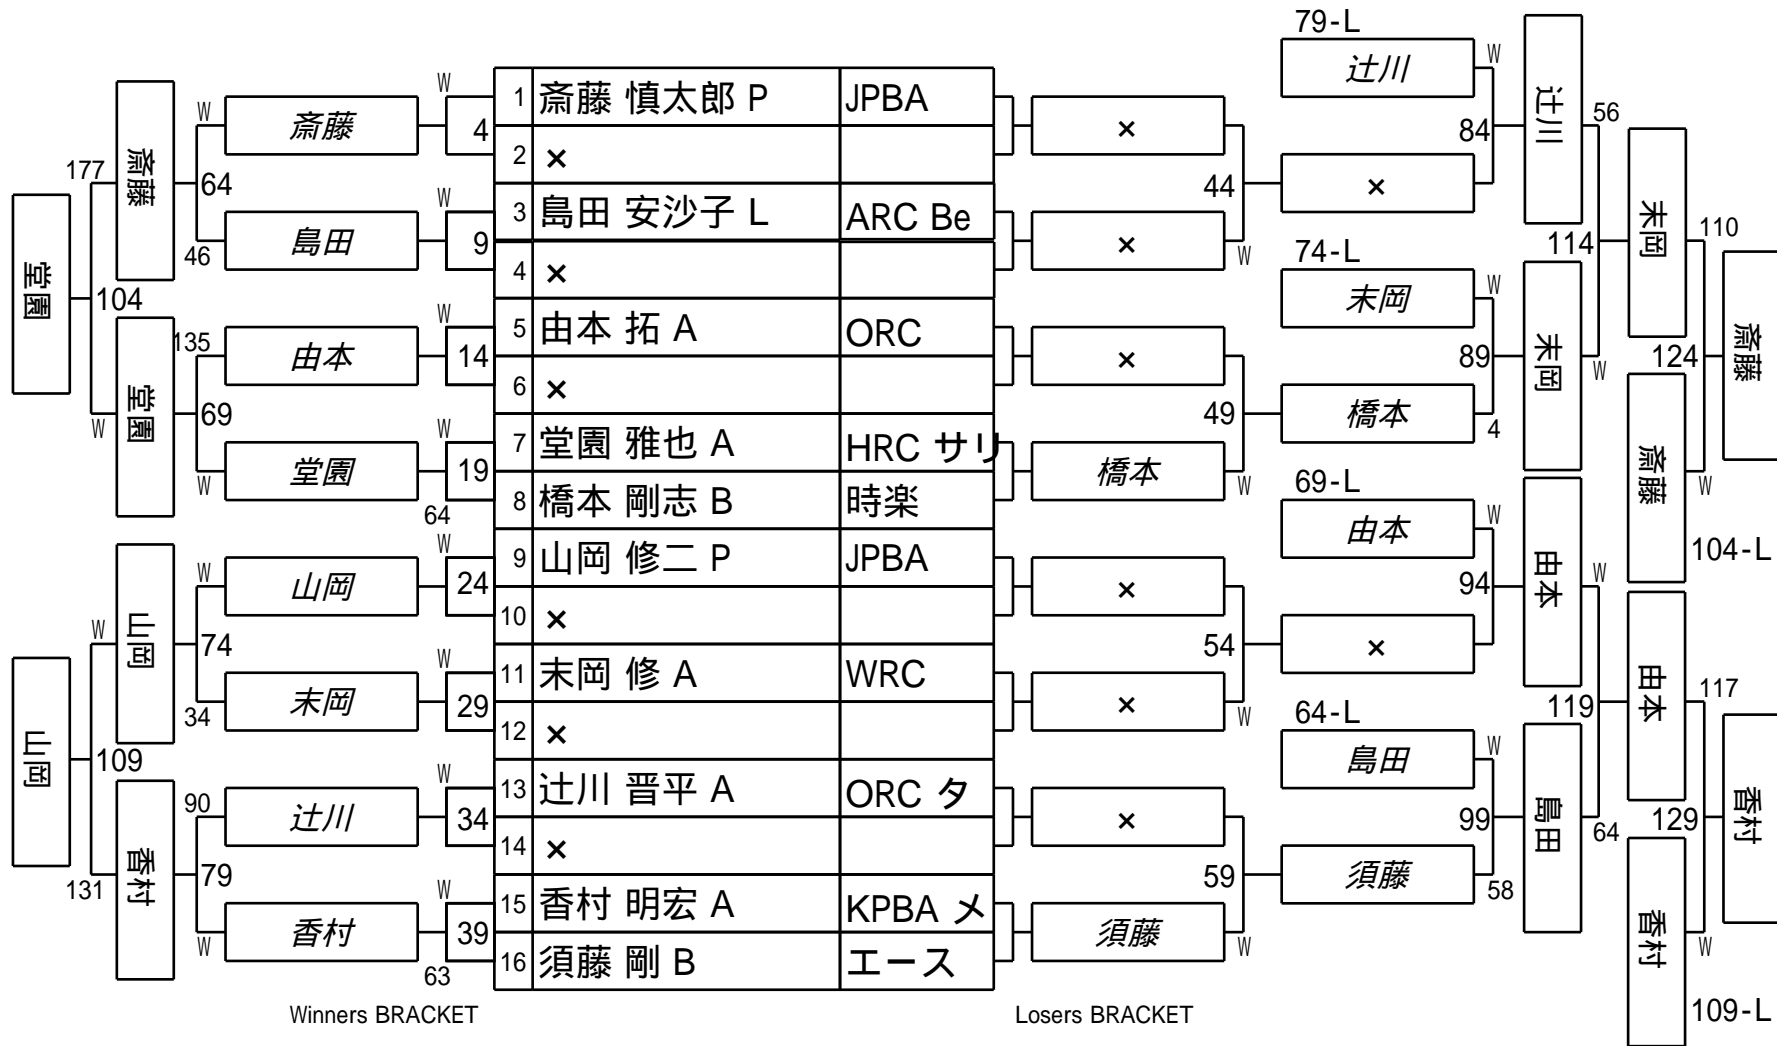 79-L
辻川
W
W
1 斎藤 慎太郎 P JPBA
斎藤
W
4
×
辻川
56
84
2 ×
177
斎藤
64
44
×
末岡
W
3 島田 安沙子 L ARC Be
島田
46
9
×
W
114
110
4 ×
74-L
末岡
W
堂園
104
W
5 由本 拓 A ORC
135
由本
14
×
末岡
斎藤
124
89
W
6 ×
堂園
69
49
橋本
4
W
W
7 堂園 雅也 A HRC サリ
堂園
W
19
橋本
W
斎藤
W
8 橋本 剛志 B 時楽
64
69-L
由本
W
104-L
W
9 山岡 修二 P JPBA
山岡
W
24
×
由本
W
94
10 ×
W
山岡
74
54
×
由本
W
11 末岡 修 A WRC
末岡
34
29
×
W
119
117
12 ×
64-L
島田
W
山岡
109
W
13 辻川 晋平 A ORC タ
90
辻川
34
×
島田
64
香村
129
99
14 ×
131
香村
79
59
須藤
58
W
15 香村 明宏 A KPBA メ
香村
W
39
須藤
W
香村
W
16 須藤 剛 B エース
63
109-L
Winners BRACKET
Losers BRACKET